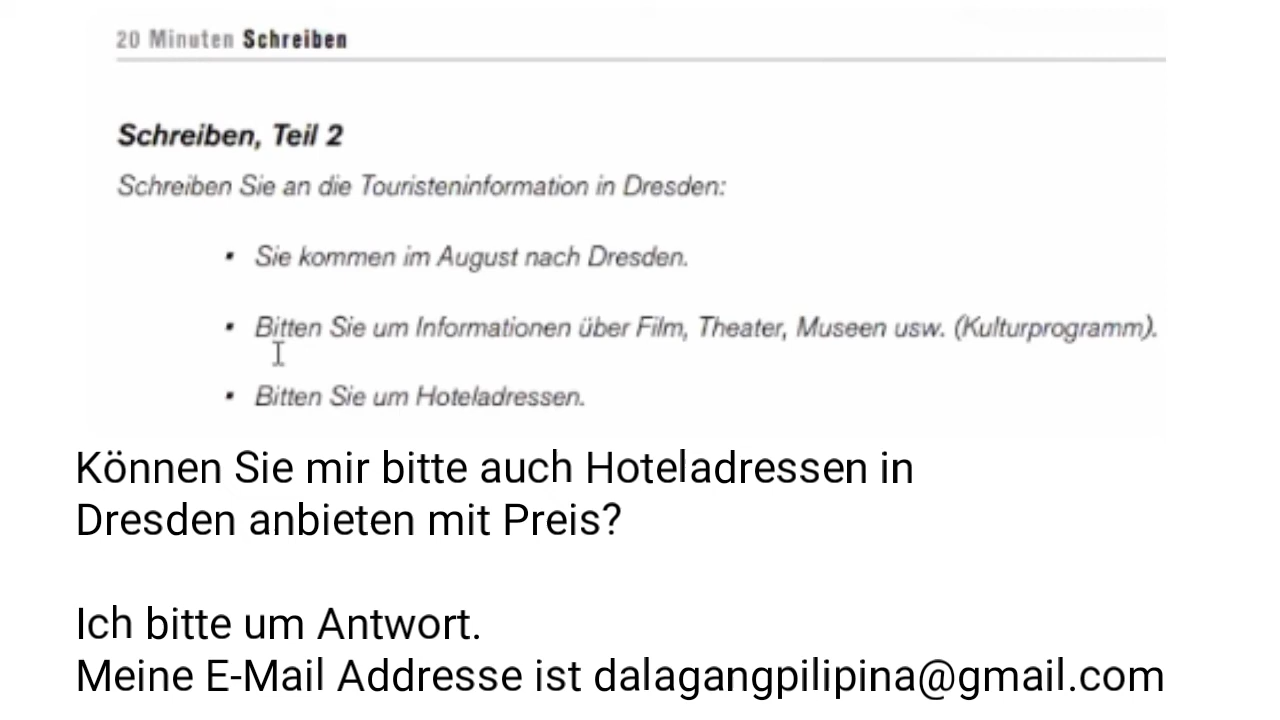 20 Minuten Schreiben
Schreiben, Teil 2
Schreiben Sie an die Touristeninformation in Dresden:
▪ Sie kommen im August nach Dresden.
▪ Bitten Sie um Informationen über Film, Theater, Museen usw. (Kulturprogramm).
▪ Bitten Sie um Hoteladressen.
Können Sie mir bitte auch Hoteladressen in
Dresden anbieten mit Preis?
Ich bitte um Antwort.
Meine E-Mail Addresse ist dalagangpilipina@gmail.com